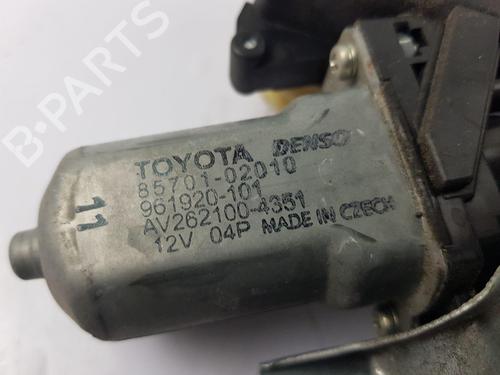 B-PARTS
TOYOTA DENSO
85701-02010
961920-101
AV262100-4351
12V 04P MADE IN CZECH
11